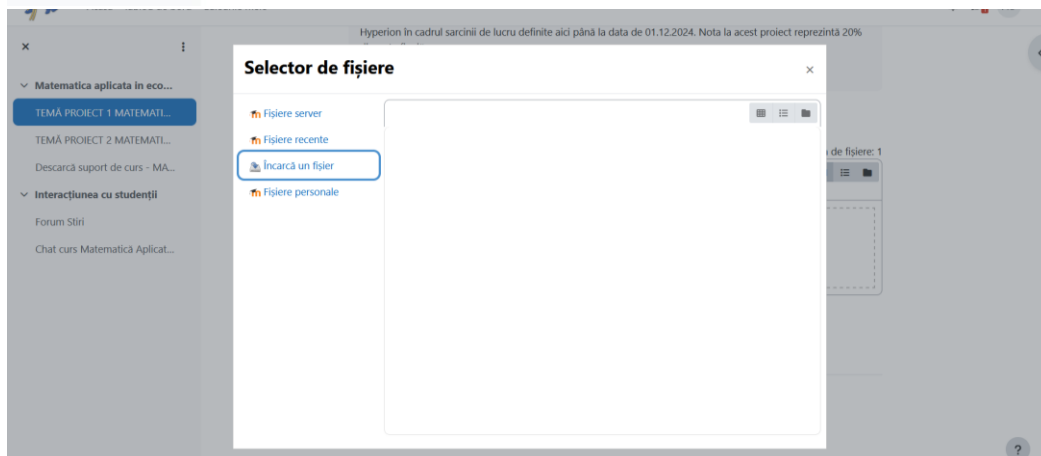 Hyperion în cadrul sarcinii de lucru definite aici până la data de 01.12.2024. Nota la acest proiect reprezintă 20%
Selector de fișiere
×
Matematica aplicata in eco...
TEMĂ PROIECT 1 MATEMATI...
TEMĂ PROIECT 2 MATEMATI...
Descarcă suport de curs - MA...
Interacțiunea cu studenții
Forum Stiri
Chat curs Matematică Aplicat...
Fișiere server
Fișiere recente
Încarcă un fișier
Fișiere personale
de fișiere: 1
?